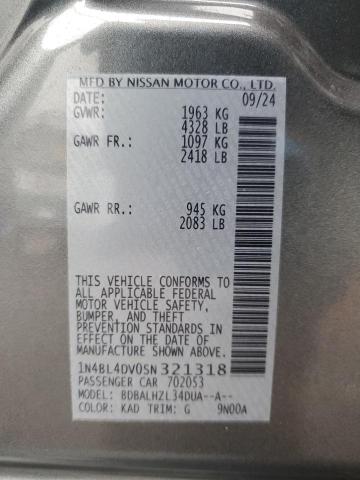 MFD BY NISSAN MOTOR CO., LTD.
DATE: 09/24
GVWR: 1963 KG
4328 LB
GAWR FR.: 1097 KG
2418 LB
GAWR RR.: 945 KG
2083 LB
THIS VEHICLE CONFORMS TO
ALL APPLICABLE FEDERAL
MOTOR VEHICLE SAFETY,
BUMPER, AND THEFT
PREVENTION STANDARDS IN
EFFECT ON THE DATE OF
MANUFACTURE SHOWN ABOVE.
1N4BL4DV0SN321318
PASSENGER CAR 702053
MODEL: BDBALHZL34DUA--A--
COLOR: KAD TRIM: G 9N00A